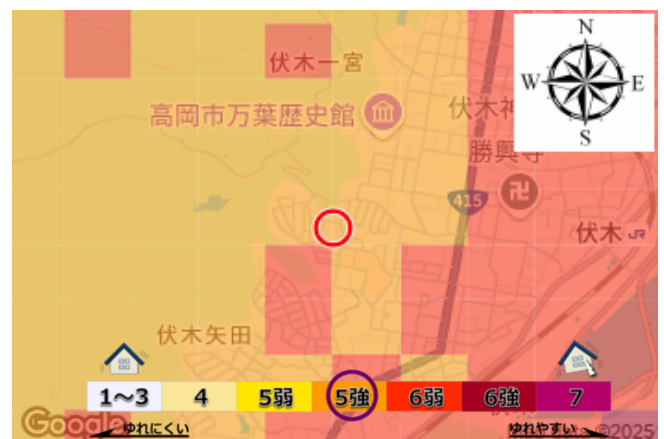 N
W E
S
伏木一宮
高岡市万葉歴史館
伏木神
勝興寺
415
伏木 JR
伏木矢田
1～3 4 5弱 5強 6弱 6強 7
Google
ゆれにくい ゆれやすい ©2025